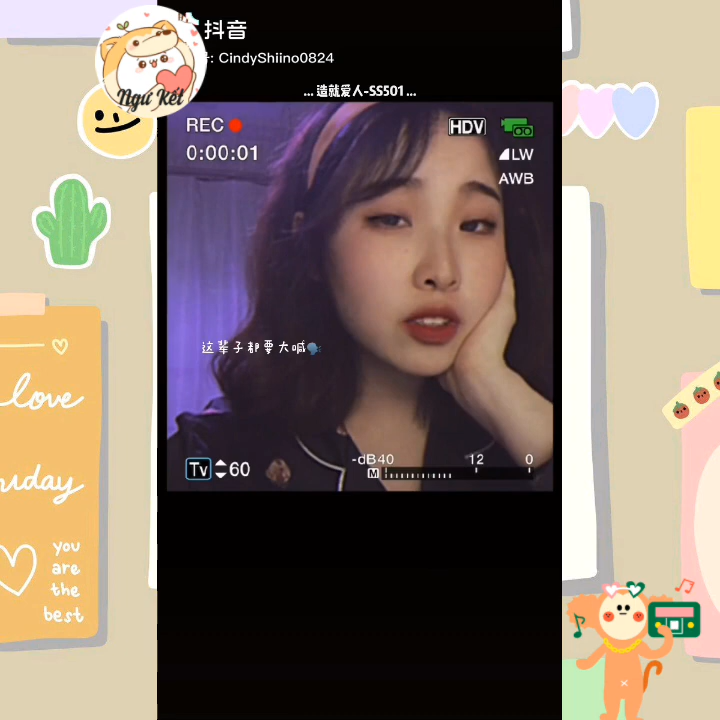 抖音
: CindyShiino0824
Ngư Kết
... 造就爱人-SS501 ...
REC
HDV
0:00:01
LW
AWB
这辈子都要大喊
love
you
are
the
best
Tv 60
-dB40 12 0
M